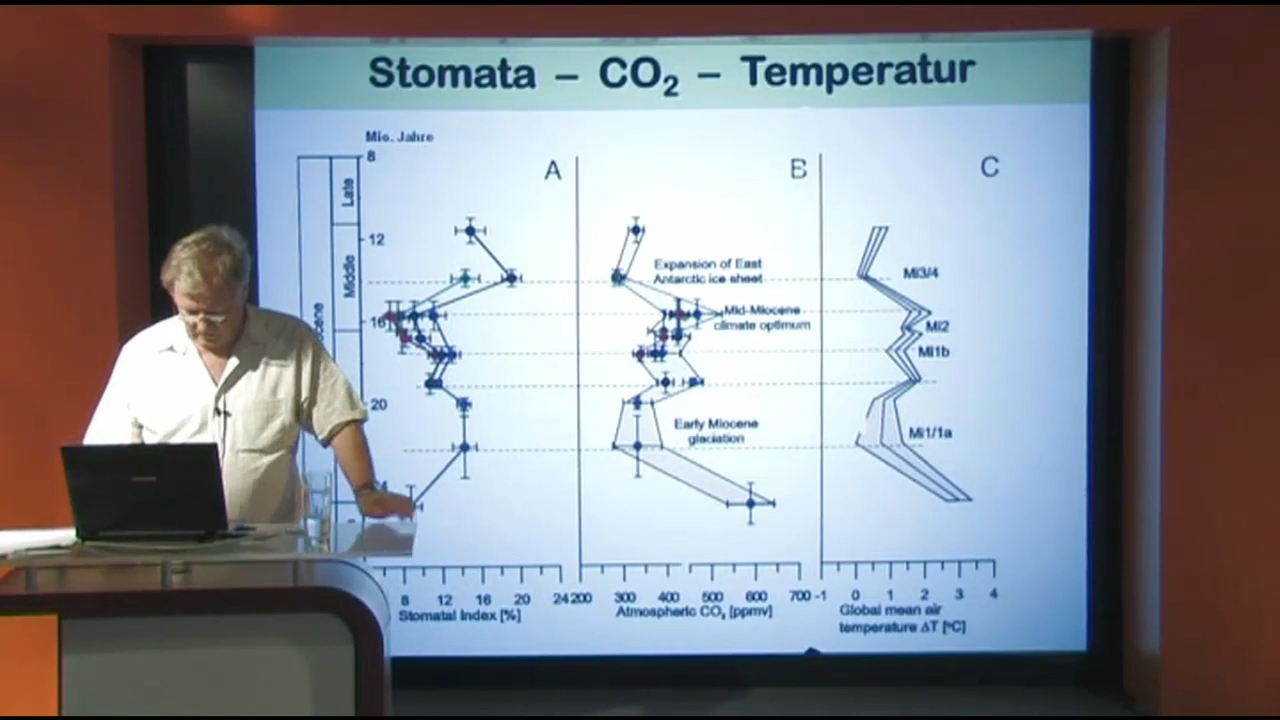 Stomata – CO₂ – Temperatur
Mio. Jahre
8
A
B
C
Late
12
Middle
Expansion of East
Antarctic ice sheet
Mi3/4
Mid-Miocene
climate optimum
16
Mi2
Mi1b
cene
20
Early Miocene
glaciation
Mi1/1a
8 12 16 20 24 200 300 400 500 600 700 -1 0 1 2 3 4
Stomatal Index [%]
Atmospheric CO₂ [ppmv]
Global mean air
temperature ΔT [°C]